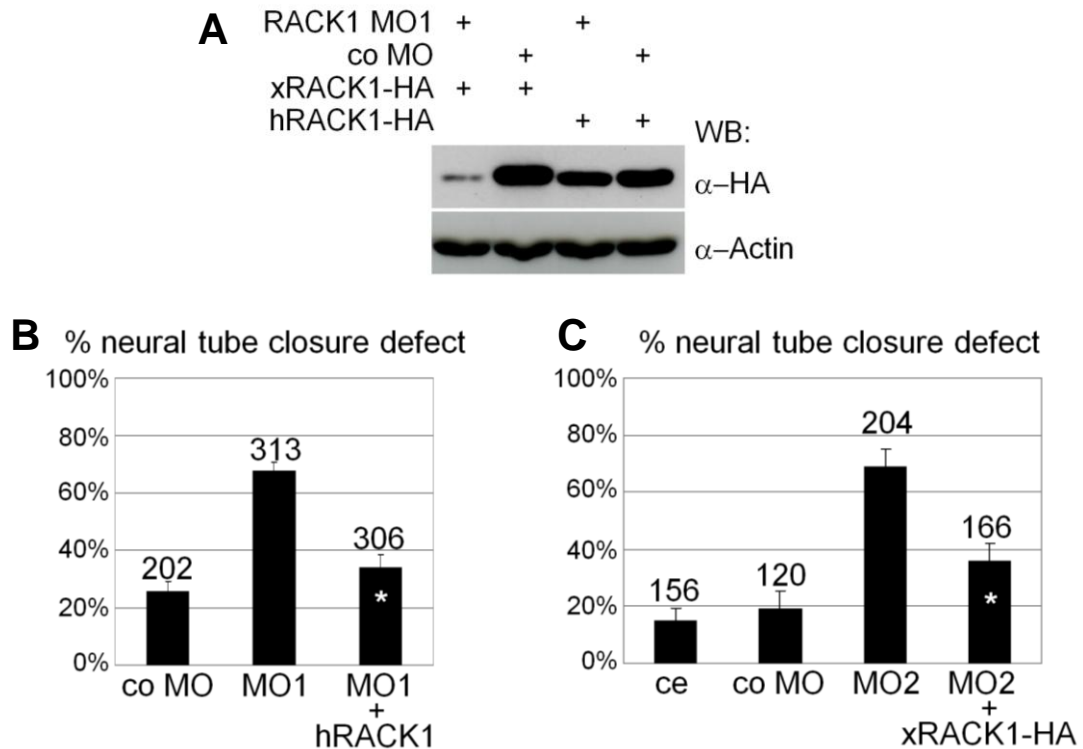 A
RACK1 MO1 + +
co MO + +
xRACK1-HA + +
hRACK1-HA + +
WB:
α–HA
α–Actin
B
% neural tube closure defect
100%
80%
60%
40%
20%
0%
202
313
306
*
co MO
MO1
MO1
+
hRACK1
C
% neural tube closure defect
100%
80%
60%
40%
20%
0%
156
120
204
166
*
ce
co MO
MO2
MO2
+
xRACK1-HA